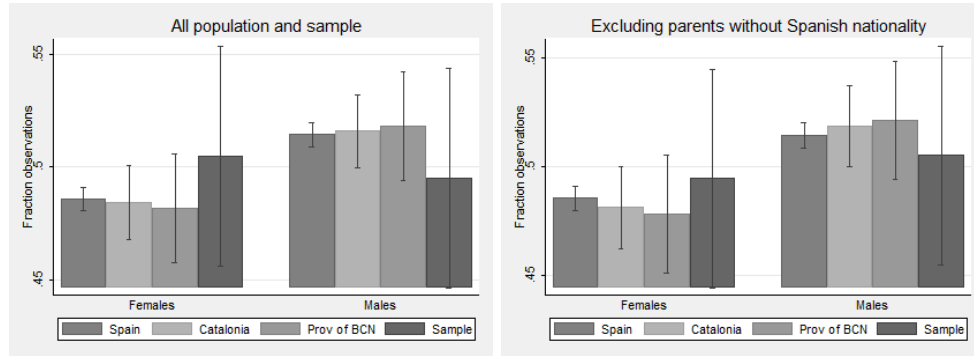 All population and sample
Fraction observations
.55
.5
.45
Females Males
Spain Catalonia Prov of BCN Sample
Excluding parents without Spanish nationality
Fraction observations
.55
.5
.45
Females Males
Spain Catalonia Prov of BCN Sample